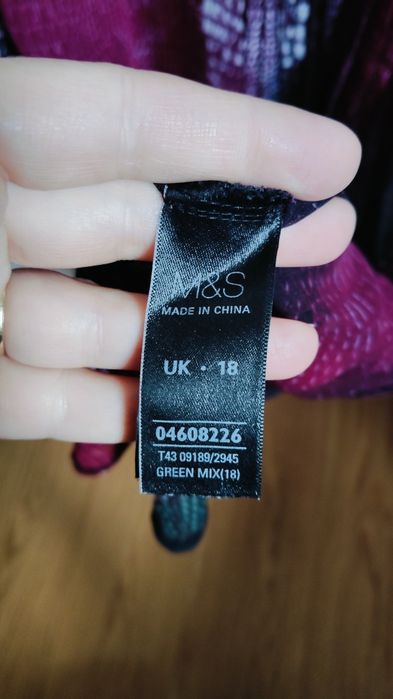 M&S
MADE IN CHINA
UK • 18
04608226
T43 09189/2945
GREEN MIX(18)